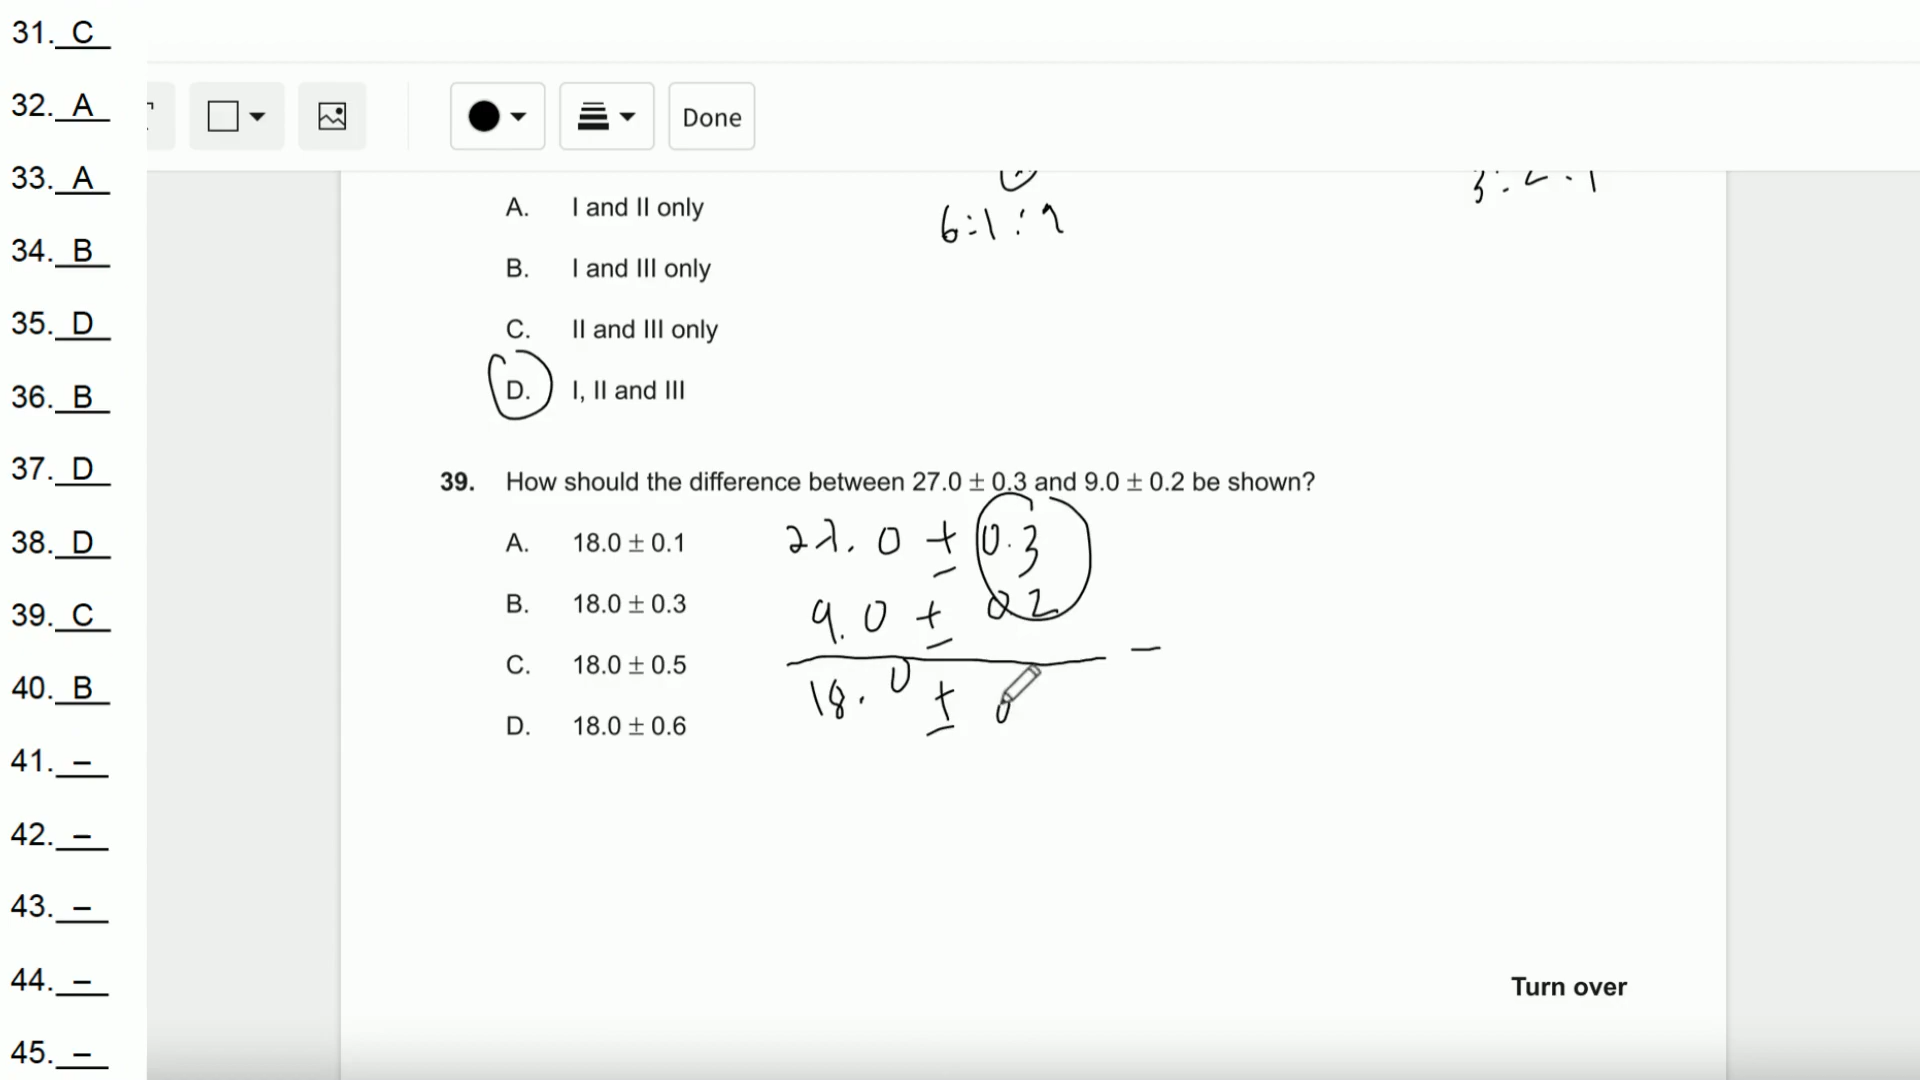 31. C
32. A
33. A
34. B
35. D
36. B
37. D
38. D
39. C
40. B
41. –
42. –
43. –
44. –
45. –
Done
A. I and II only
6:1:
B. I and III only
C. II and III only
D. I, II and III
3:2:1
39. How should the difference between 27.0 ± 0.3 and 9.0 ± 0.2 be shown?
A. 18.0 ± 0.1
B. 18.0 ± 0.3
C. 18.0 ± 0.5
D. 18.0 ± 0.6
27.0 ± 0.3
9.0 ± 0.2
–
18.0 ± 0
Turn over